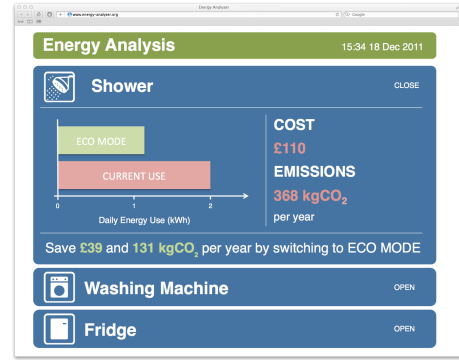 Energy Analyser
www.energy-analyser.org
Google
Energy Analysis
15:34 18 Dec 2011
Shower
CLOSE
ECO MODE
CURRENT USE
0 1 2
Daily Energy Use (kWh)
COST
£110
EMISSIONS
368 kgCO₂
per year
Save £39 and 131 kgCO₂ per year by switching to ECO MODE
Washing Machine
OPEN
Fridge
OPEN